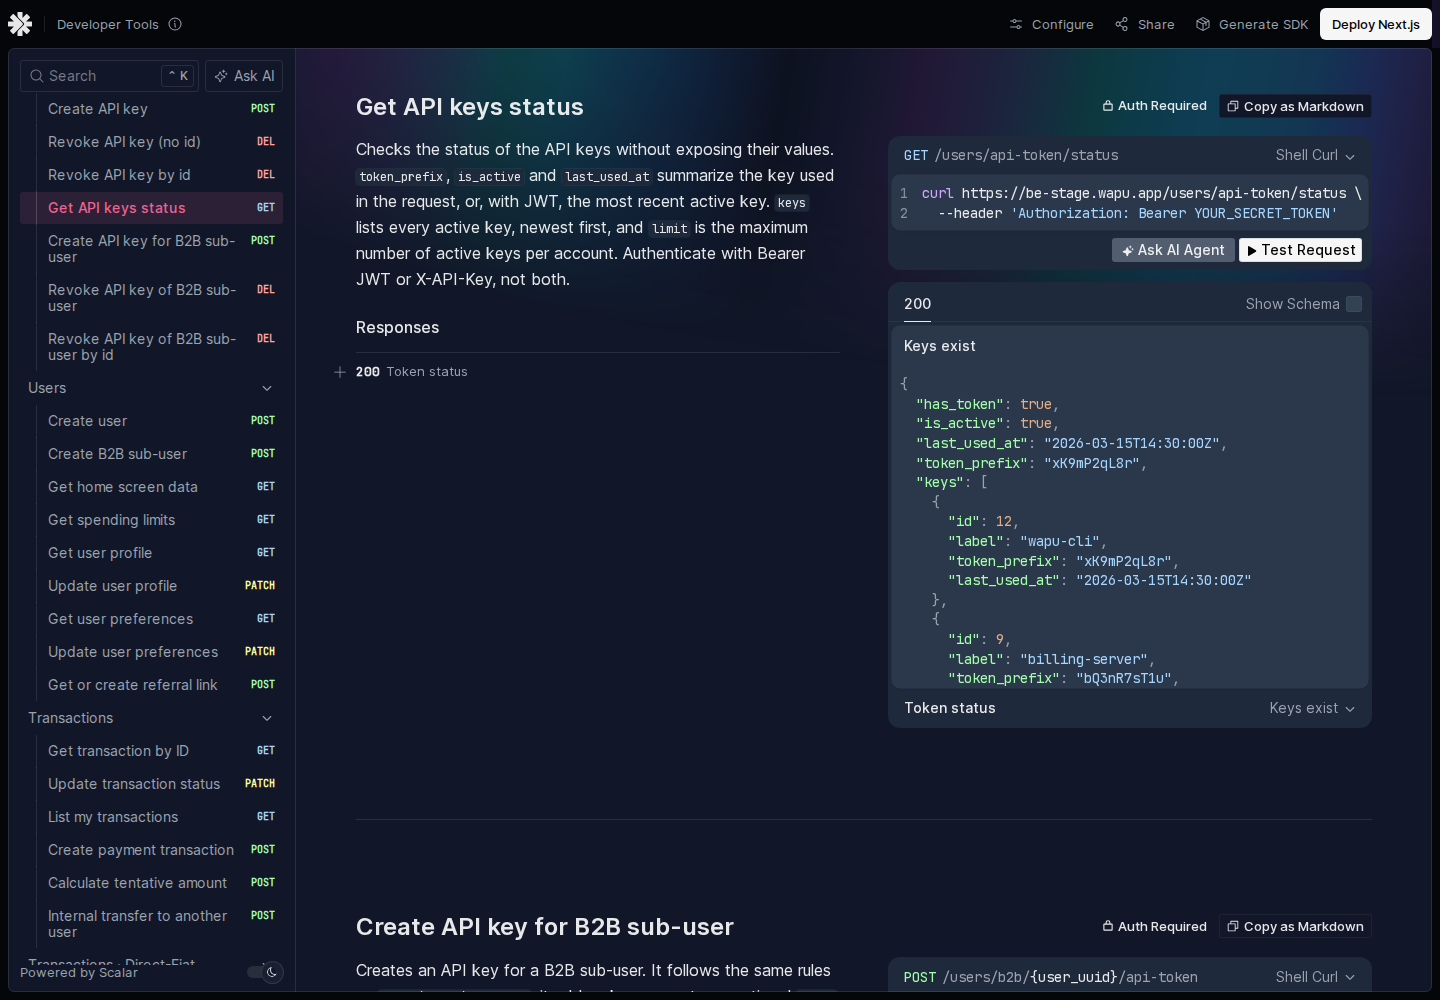 Developer Tools
Configure
Share
Generate SDK
Deploy Next.js
Search
⌃ K
Ask AI
Create API key POST
Revoke API key (no id) DEL
Revoke API key by id DEL
Get API keys status GET
Create API key for B2B sub- POST
user
Revoke API key of B2B sub- DEL
user
Revoke API key of B2B sub- DEL
user by id
Users
Create user POST
Create B2B sub-user POST
Get home screen data GET
Get spending limits GET
Get user profile GET
Update user profile PATCH
Get user preferences GET
Update user preferences PATCH
Get or create referral link POST
Transactions
Get transaction by ID GET
Update transaction status PATCH
List my transactions GET
Create payment transaction POST
Calculate tentative amount POST
Internal transfer to another POST
user
Transactions · Direct-Fiat
Powered by Scalar
Get API keys status
Auth Required
Copy as Markdown
Checks the status of the API keys without exposing their values.
token_prefix, is_active and last_used_at summarize the key used
in the request, or, with JWT, the most recent active key. keys
lists every active key, newest first, and limit is the maximum
number of active keys per account. Authenticate with Bearer
JWT or X-API-Key, not both.
Responses
200 Token status
GET /users/api-token/status
Shell Curl
1 curl https://be-stage.wapu.app/users/api-token/status \
2 --header 'Authorization: Bearer YOUR_SECRET_TOKEN'
Ask AI Agent
Test Request
200
Show Schema
Keys exist
{
"has_token": true,
"is_active": true,
"last_used_at": "2026-03-15T14:30:00Z",
"token_prefix": "xK9mP2qL8r",
"keys": [
{
"id": 12,
"label": "wapu-cli",
"token_prefix": "xK9mP2qL8r",
"last_used_at": "2026-03-15T14:30:00Z"
},
{
"id": 9,
"label": "billing-server",
"token_prefix": "bQ3nR7sT1u",
Token status
Keys exist
Create API key for B2B sub-user
Auth Required
Copy as Markdown
Creates an API key for a B2B sub-user. It follows the same rules
POST /users/b2b/{user_uuid}/api-token
Shell Curl